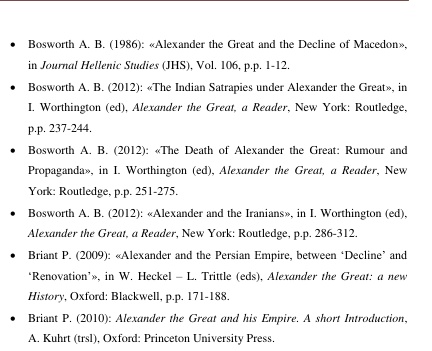 • Bosworth A. B. (1986): «Alexander the Great and the Decline of Macedon»,
in Journal Hellenic Studies (JHS), Vol. 106, p.p. 1-12.
• Bosworth A. B. (2012): «The Indian Satrapies under Alexander the Great», in
I. Worthington (ed), Alexander the Great, a Reader, New York: Routledge,
p.p. 237-244.
• Bosworth A. B. (2012): «The Death of Alexander the Great: Rumour and
Propaganda», in I. Worthington (ed), Alexander the Great, a Reader, New
York: Routledge, p.p. 251-275.
• Bosworth A. B. (2012): «Alexander and the Iranians», in I. Worthington (ed),
Alexander the Great, a Reader, New York: Routledge, p.p. 286-312.
• Briant P. (2009): «Alexander and the Persian Empire, between ‘Decline’ and
‘Renovation’», in W. Heckel – L. Trittle (eds), Alexander the Great: a new
History, Oxford: Blackwell, p.p. 171-188.
• Briant P. (2010): Alexander the Great and his Empire. A short Introduction,
A. Kuhrt (trsl), Oxford: Princeton University Press.